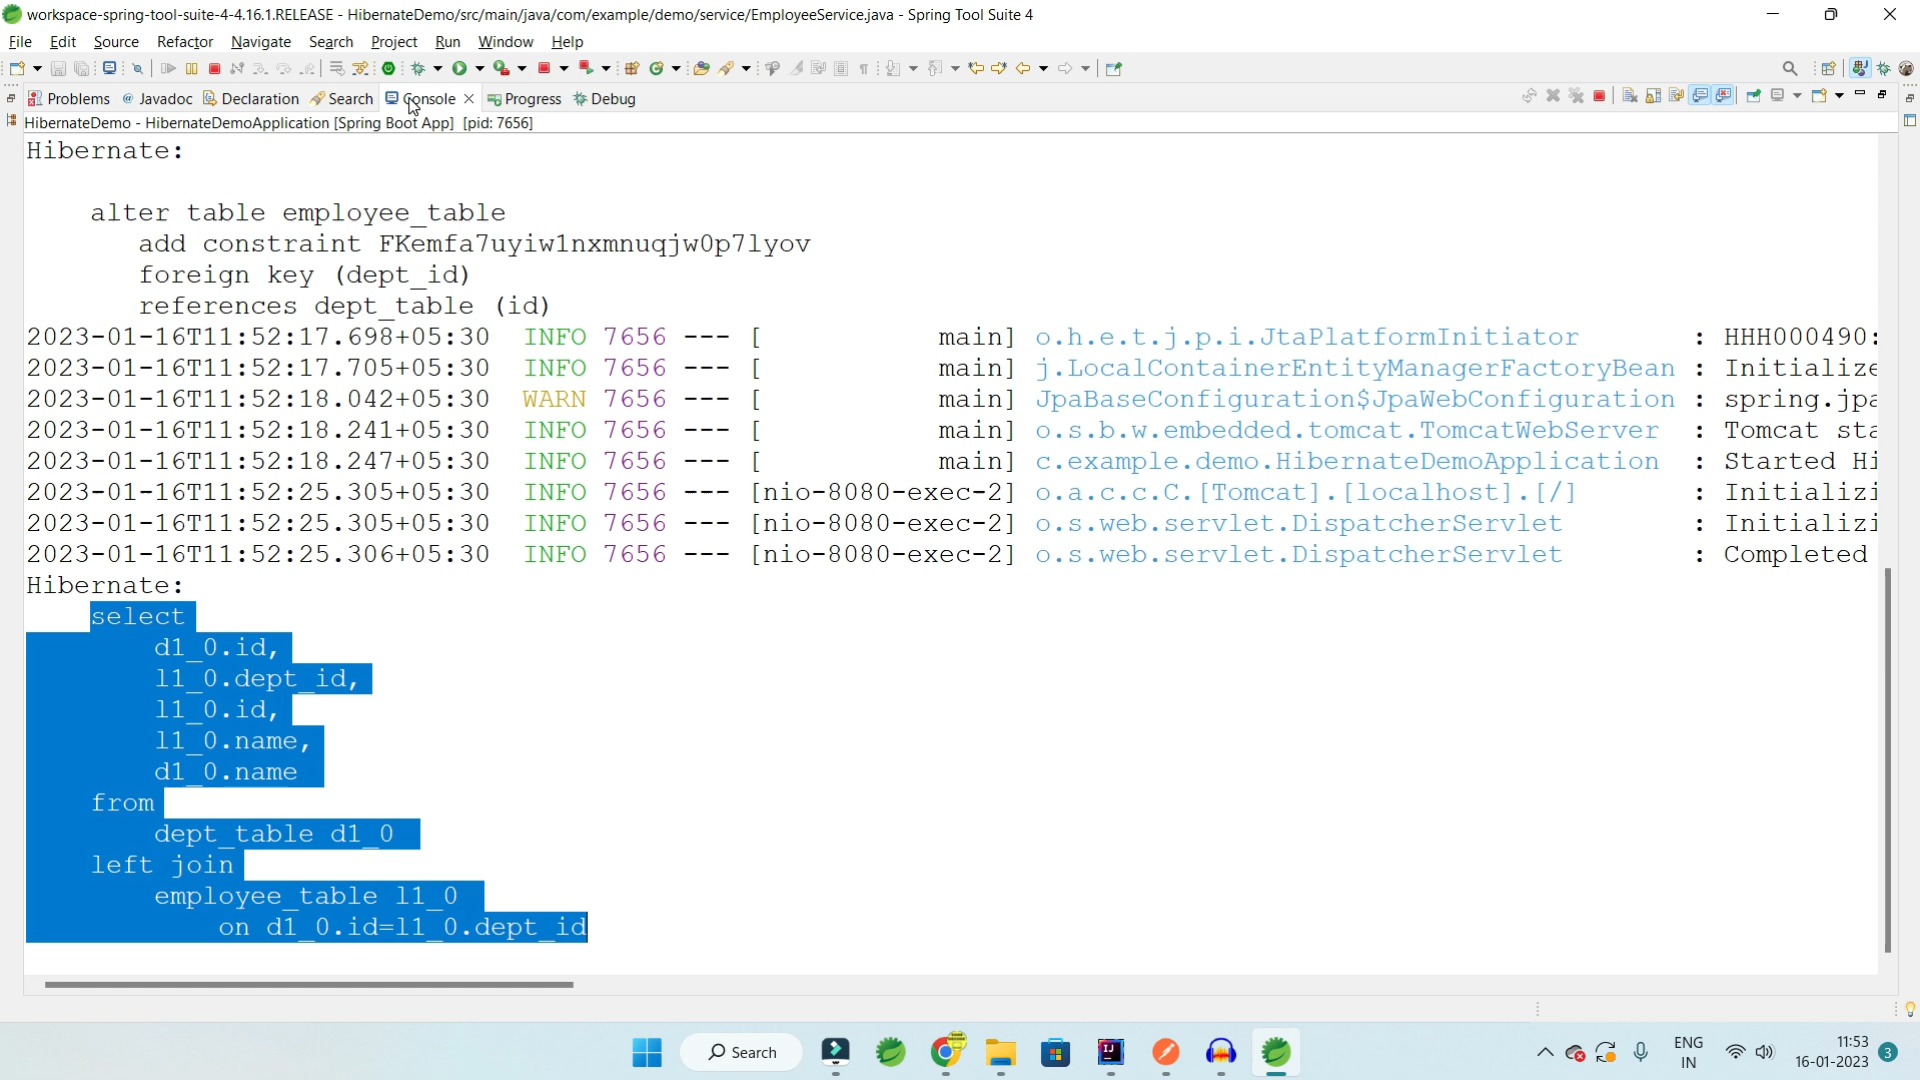 workspace-spring-tool-suite-4-4.16.1.RELEASE - HibernateDemo/src/main/java/com/example/demo/service/EmployeeService.java - Spring Tool Suite 4
File Edit Source Refactor Navigate Search Project Run Window Help
Problems @ Javadoc Declaration Search Console Progress Debug
HibernateDemo - HibernateDemoApplication [Spring Boot App] [pid: 7656]
Hibernate:
alter table employee_table
add constraint FKemfa7uyiw1nxmnuqjw0p7lyov
foreign key (dept_id)
references dept_table (id)
2023-01-16T11:52:17.698+05:30 INFO 7656 --- [ main] o.h.e.t.j.p.i.JtaPlatformInitiator : HHH000490:
2023-01-16T11:52:17.705+05:30 INFO 7656 --- [ main] j.LocalContainerEntityManagerFactoryBean : Initialize
2023-01-16T11:52:18.042+05:30 WARN 7656 --- [ main] JpaBaseConfiguration$JpaWebConfiguration : spring.jpa
2023-01-16T11:52:18.241+05:30 INFO 7656 --- [ main] o.s.b.w.embedded.tomcat.TomcatWebServer : Tomcat sta
2023-01-16T11:52:18.247+05:30 INFO 7656 --- [ main] c.example.demo.HibernateDemoApplication : Started Hi
2023-01-16T11:52:25.305+05:30 INFO 7656 --- [nio-8080-exec-2] o.a.c.c.C.[Tomcat].[localhost].[/] : Initializi
2023-01-16T11:52:25.305+05:30 INFO 7656 --- [nio-8080-exec-2] o.s.web.servlet.DispatcherServlet : Initializi
2023-01-16T11:52:25.306+05:30 INFO 7656 --- [nio-8080-exec-2] o.s.web.servlet.DispatcherServlet : Completed
Hibernate:
select
d1_0.id,
l1_0.dept_id,
l1_0.id,
l1_0.name,
d1_0.name
from
dept_table d1_0
left join
employee_table l1_0
on d1_0.id=l1_0.dept_id
Search
ENG
IN
11:53
16-01-2023
3